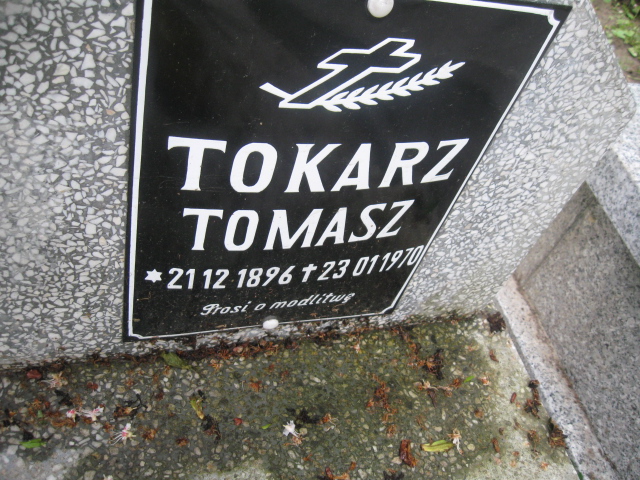 TOKARZ
TOMASZ
* 21 12 1896 † 23 01 1970
Prosi o modlitwę